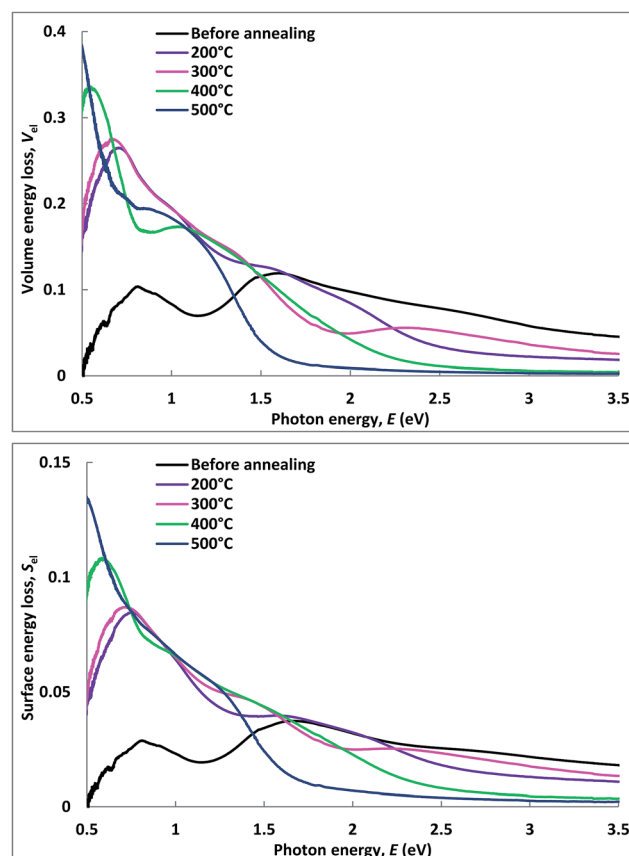 Before annealing
200°C
300°C
400°C
500°C
0.4
0.3
0.2
0.1
0
Volume energy loss, Vel
0.5 1 1.5 2 2.5 3 3.5
Photon energy, E (eV)
Before annealing
200°C
300°C
400°C
500°C
0.15
0.1
0.05
0
Surface energy loss, Sel
0.5 1 1.5 2 2.5 3 3.5
Photon energy, E (eV)